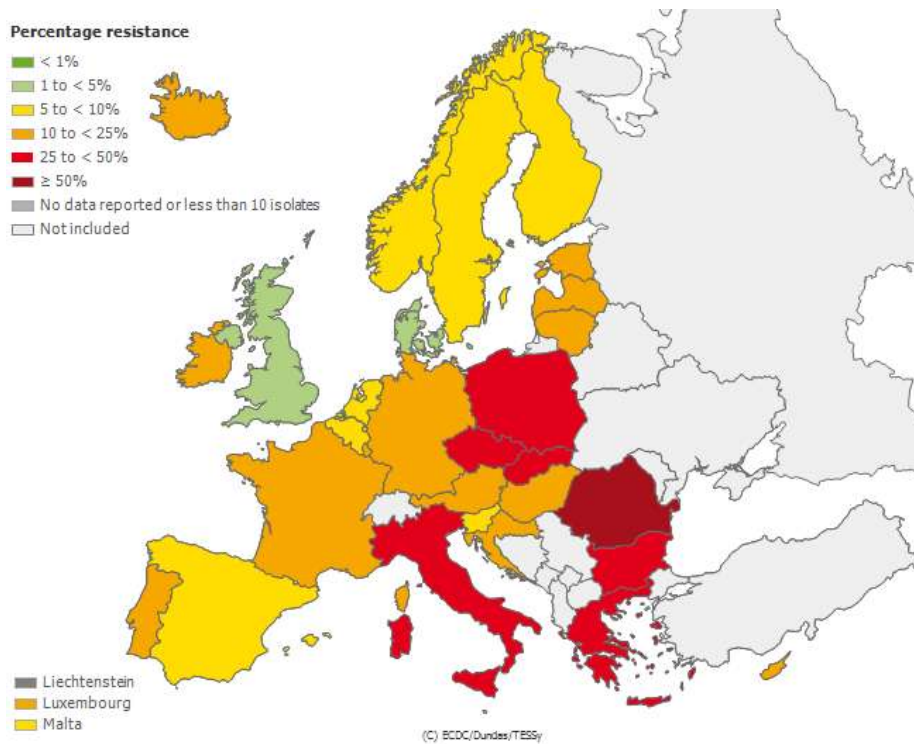 Percentage resistance
< 1%
1 to < 5%
5 to < 10%
10 to < 25%
25 to < 50%
≥ 50%
No data reported or less than 10 isolates
Not included
Liechtenstein
Luxembourg
Malta
(C) ECDC/Dundas/TESSy